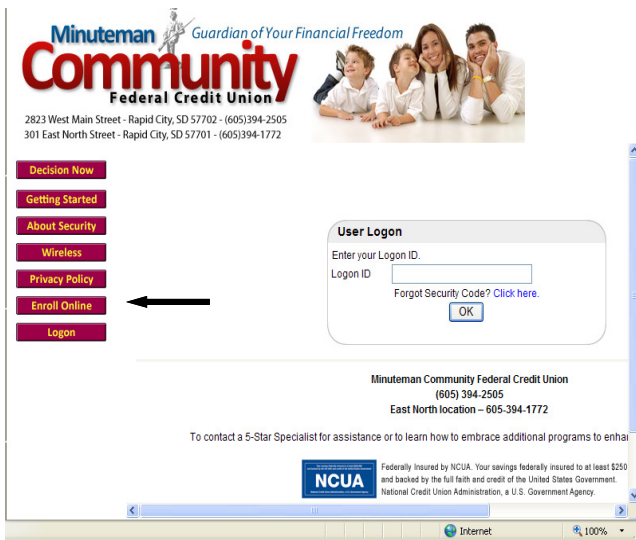 Minuteman
Guardian of Your Financial Freedom
Community
Federal Credit Union
2823 West Main Street - Rapid City, SD 57702 - (605)394-2505
301 East North Street - Rapid City, SD 57701 - (605)394-1772
Decision Now
Getting Started
About Security
Wireless
Privacy Policy
Enroll Online
Logon
User Logon
Enter your Logon ID.
Logon ID
Forgot Security Code? Click here.
OK
Minuteman Community Federal Credit Union
(605) 394-2505
East North location – 605-394-1772
To contact a 5-Star Specialist for assistance or to learn how to embrace additional programs to enha
NCUA
Federally Insured by NCUA. Your savings federally insured to at least $250
and backed by the full faith and credit of the United States Government.
National Credit Union Administration, a U.S. Government Agency.
Internet
100%